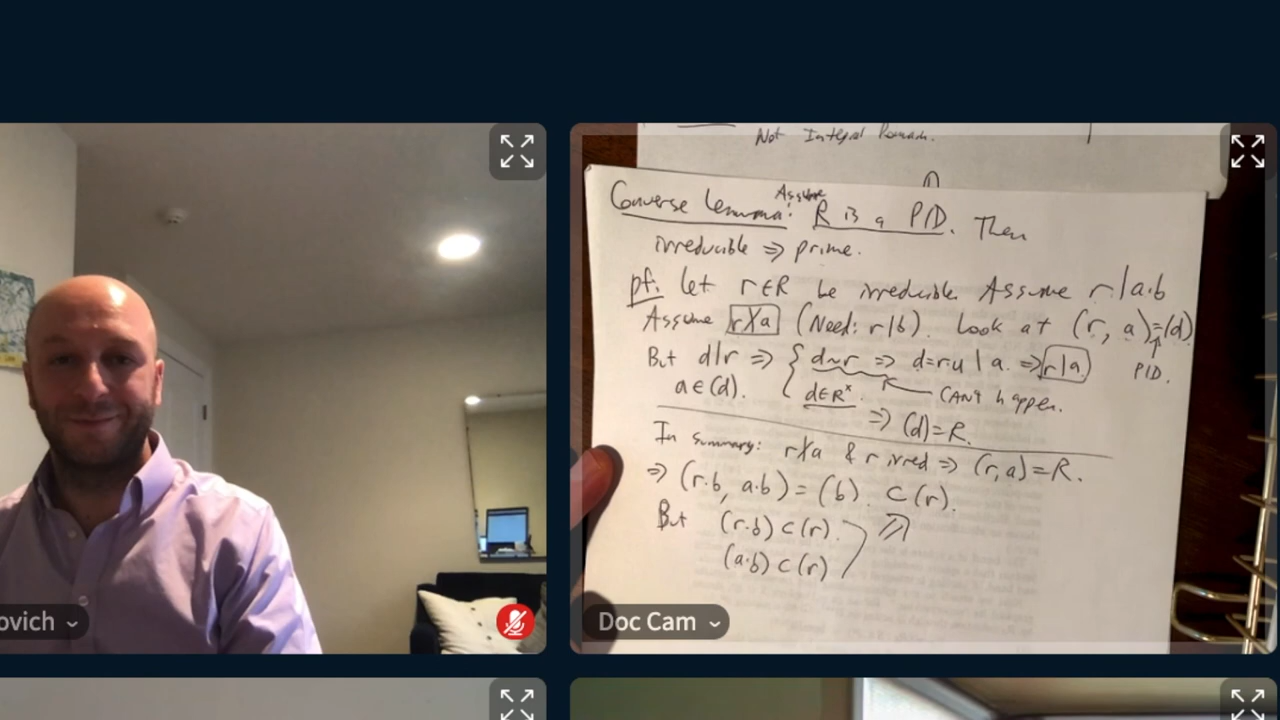 Not Integral Domain.
Converse Lemma: Assume R is a PID. Then
irreducible ⇒ prime.
pf: Let r∈R be irreducible. Assume r|a·b
Assume r∤a (Need: r|b). Look at (r, a)=(d)
PID.
But d|r ⇒ { d~r ⇒ d=r·u | a. ⇒ r|a
a∈(d). d∈R^x. CAN'T happen.
⇒ (d)=R.
In summary: r∤a & r irred ⇒ (r,a)=R.
⇒ (r·b, a·b) = (b). ⊂ (r).
But (r·b) ⊂ (r).
(a·b) ⊂ (r) ⇒
ovich
Doc Cam